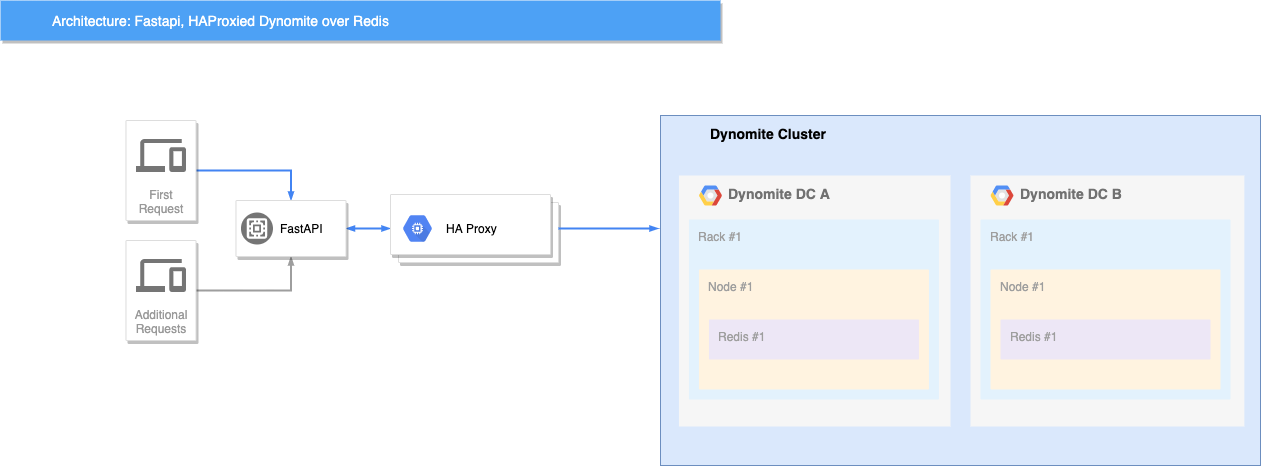 Architecture: Fastapi, HAProxied Dynomite over Redis
First
Request
Additional
Requests
FastAPI
HA Proxy
Dynomite Cluster
Dynomite DC A
Rack #1
Node #1
Redis #1
Dynomite DC B
Rack #1
Node #1
Redis #1